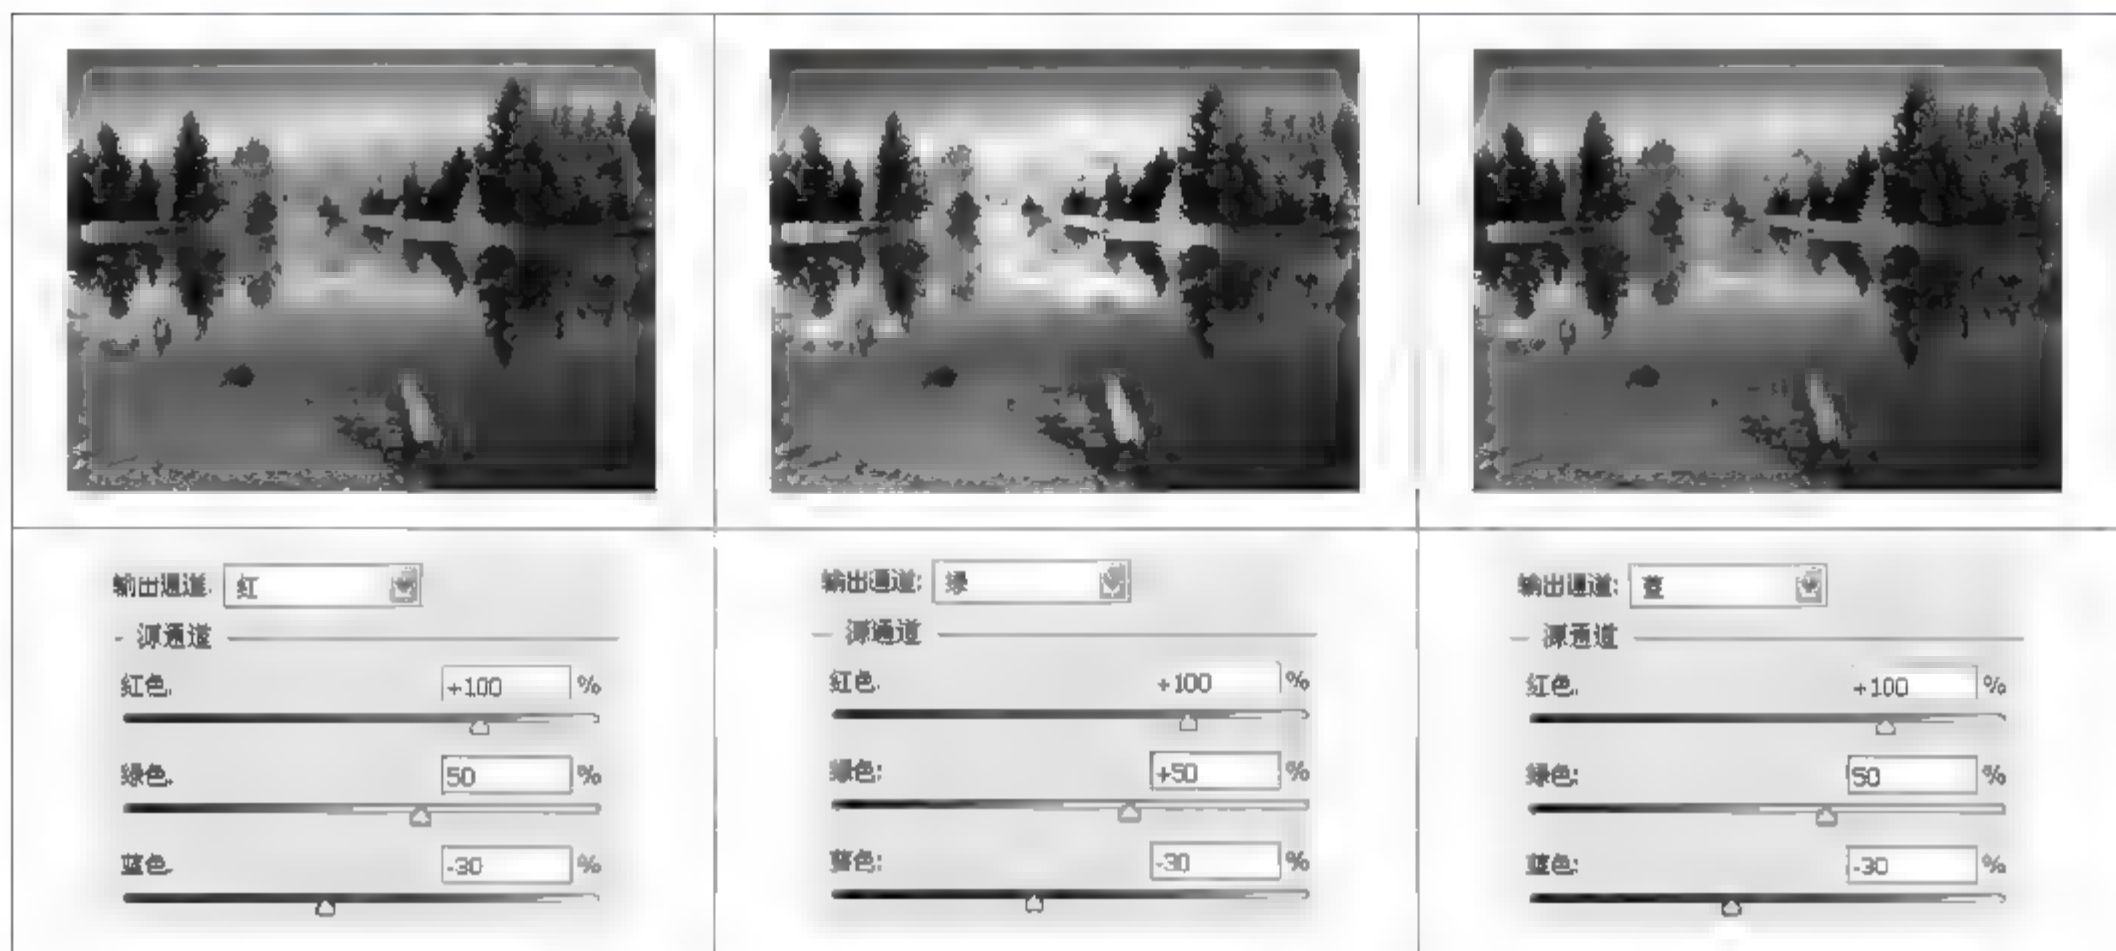 输出通道: 红
源通道
红色: +100 %
绿色: 50 %
蓝色: -30 %
输出通道: 绿
源通道
红色: +100 %
绿色: +50 %
蓝色: -30 %
输出通道: 蓝
源通道
红色: +100 %
绿色: 50 %
蓝色: -30 %